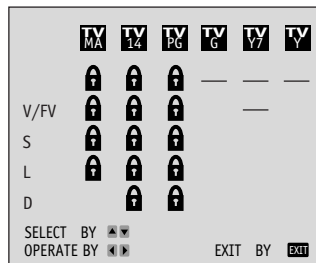 TV MA TV 14 TV PG TV G TV Y7 TV Y
V/FV
S
L
D
SELECT BY
OPERATE BY EXIT BY EXIT